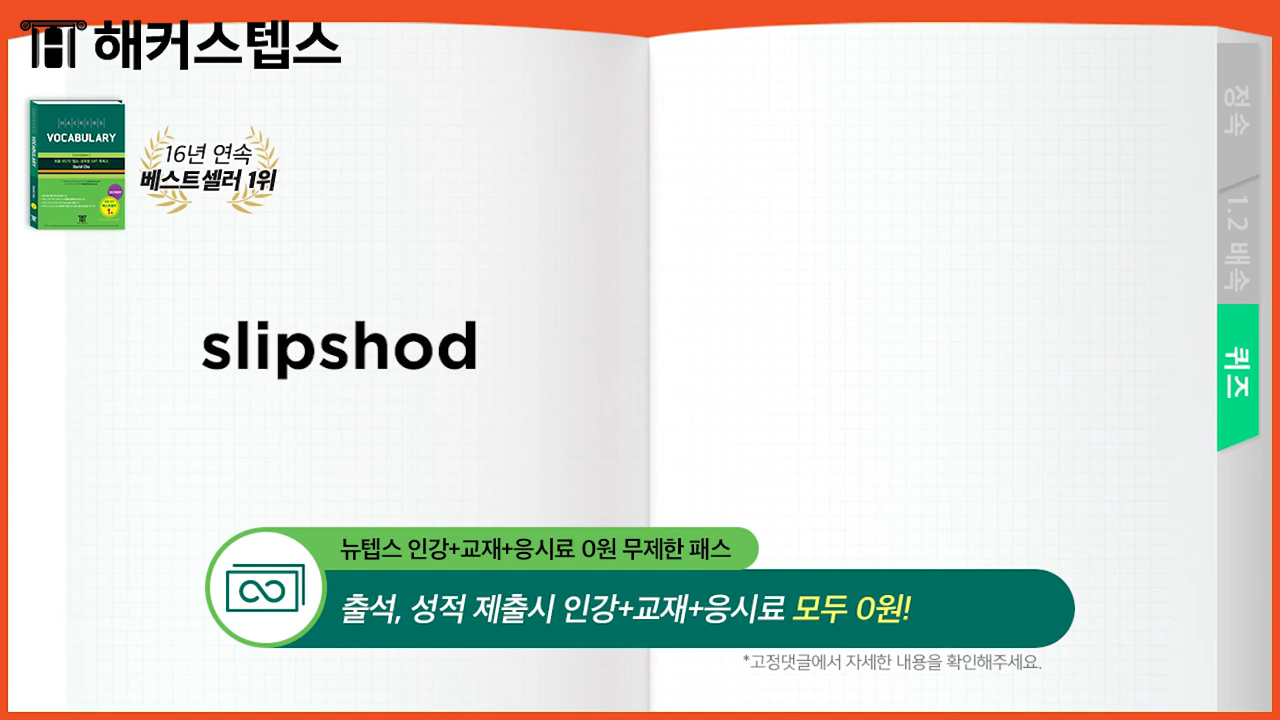 해커스텝스
HACKERS
VOCABULARY
16년 연속
베스트셀러 1위
slipshod
정속
1.2 배속
퀴즈
뉴텝스 인강+교재+응시료 0원 무제한 패스
출석, 성적 제출시 인강+교재+응시료 모두 0원!
*고정댓글에서 자세한 내용을 확인해주세요.